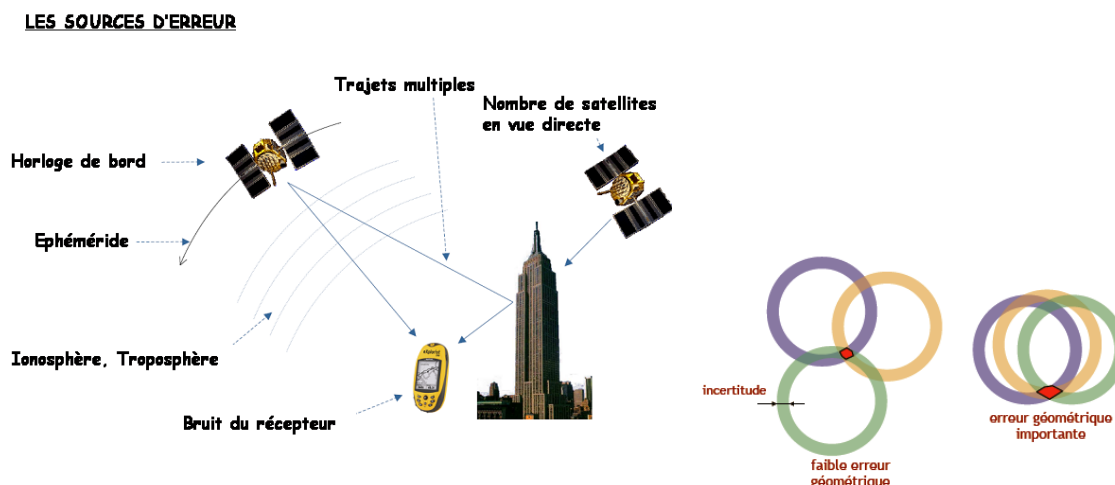 LES SOURCES D'ERREUR
Trajets multiples
Nombre de satellites
en vue directe
Horloge de bord
Ephéméride
Ionosphère, Troposphère
Bruit du récepteur
incertitude
faible erreur
géométrique
erreur géométrique
importante